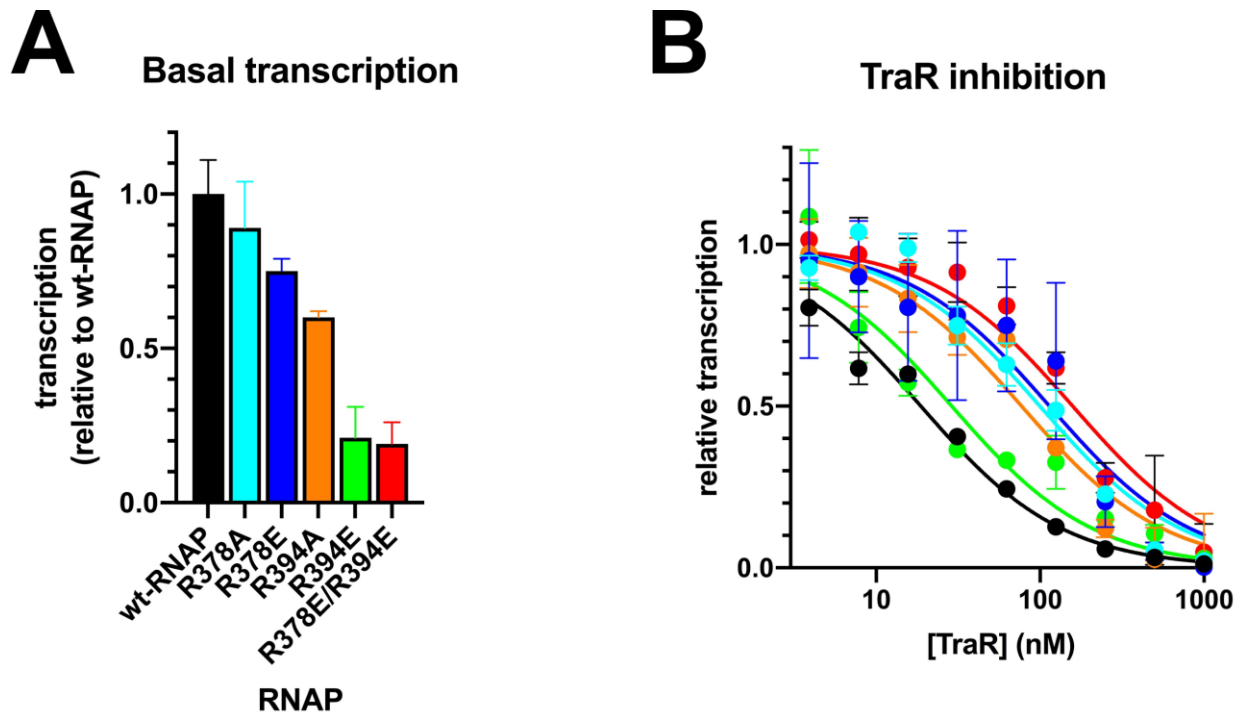 A
Basal transcription
transcription
(relative to wt-RNAP)
1.0
0.5
0.0
wt-RNAP
R378A
R378E
R394A
R394E
R378E/R394E
RNAP
B
TraR inhibition
relative transcription
1.0
0.5
0.0
10
100
1000
[TraR] (nM)